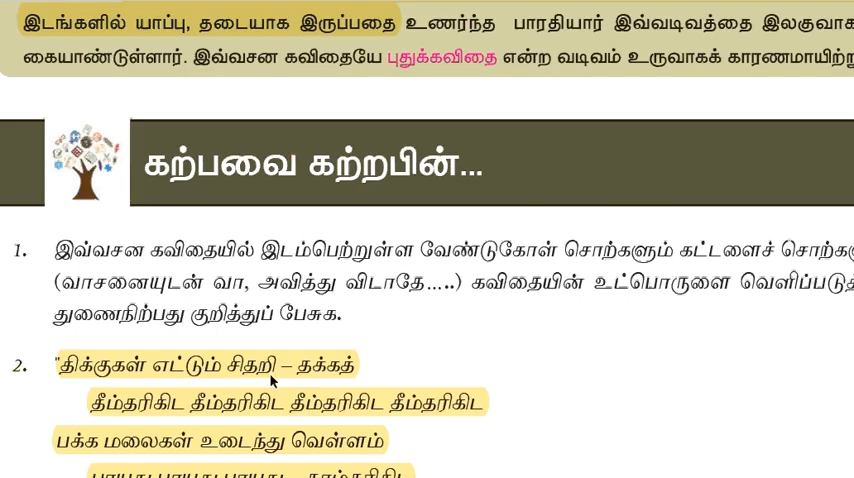 இடங்களில் யாப்பு, தடையாக இருப்பதை உணர்ந்த பாரதியார் இவ்வடிவத்தை இலகுவாக
கையாண்டுள்ளார். இவ்வசன கவிதையே புதுக்கவிதை என்ற வடிவம் உருவாகக்
கற்பவை கற்றபின்...
1. இவ்வசன கவிதையில் இடம்பெற்றுள்ள வேண்டுகோள் சொற்களும் கட்டளைச்
(வாசனையுடன் வா, அவித்து விடாதே.....) கவிதையின் உட்பொருளை
துணைநிற்பது குறித்துப் பேசுக.
2. "திக்குகள் எட்டும் சிதறி – தக்கத்
தீம்தரிகிட தீம்தரிகிட தீம்தரிகிட தீம்தரிகிட
பக்க மலைகள் உடைந்து வெள்ளம்